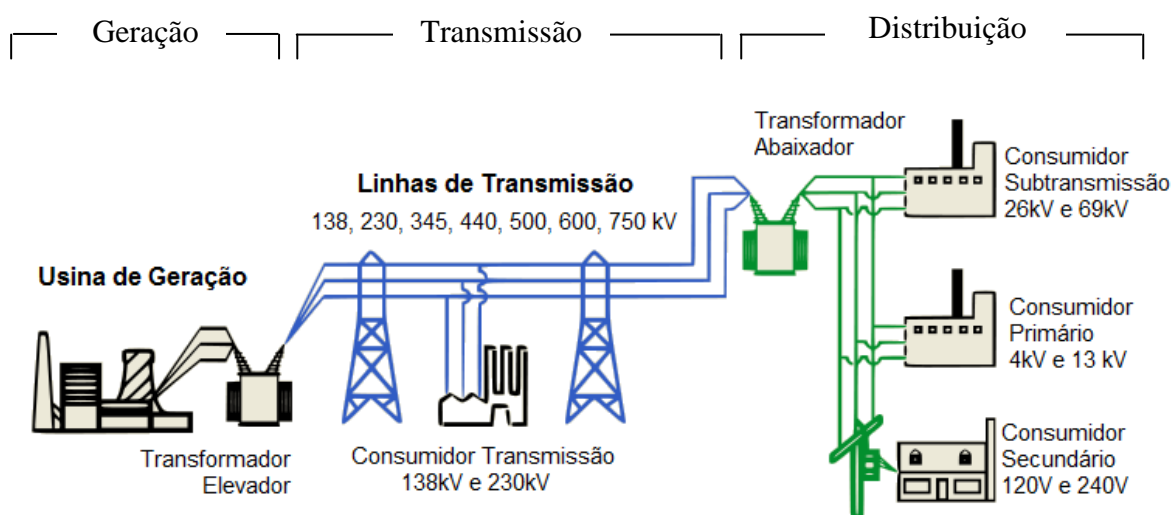 Geração
Transmissão
Distribuição
Transformador
Abaixador
Consumidor
Subtransmissão
26kV e 69kV
Linhas de Transmissão
138, 230, 345, 440, 500, 600, 750 kV
Usina de Geração
Consumidor
Primário
4kV e 13 kV
Transformador
Elevador
Consumidor Transmissão
138kV e 230kV
Consumidor
Secundário
120V e 240V